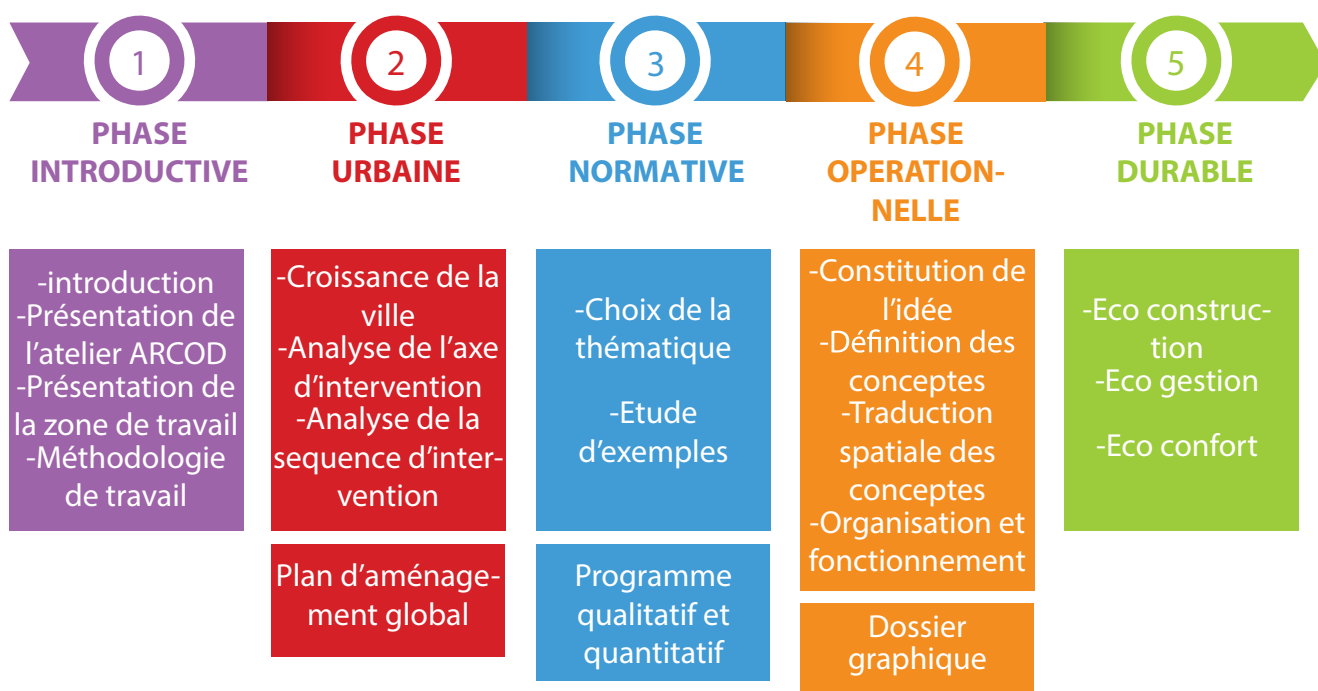 1
PHASE
INTRODUCTIVE
-introduction
-Présentation de
l'atelier ARCOD
-Présentation de
la zone de travail
-Méthodologie
de travail
2
PHASE
URBAINE
-Croissance de la
ville
-Analyse de l'axe
d'intervention
-Analyse de la
sequence d'inter-
vention
Plan d'aménage-
ment global
3
PHASE
NORMATIVE
-Choix de la
thématique
-Etude
d'exemples
Programme
qualitatif et
quantitatif
4
PHASE
OPERATION-
NELLE
-Constitution de
l'idée
-Définition des
conceptes
-Traduction
spatiale des
conceptes
-Organisation et
fonctionnement
Dossier
graphique
5
PHASE
DURABLE
-Eco construc-
tion
-Eco gestion
-Eco confort